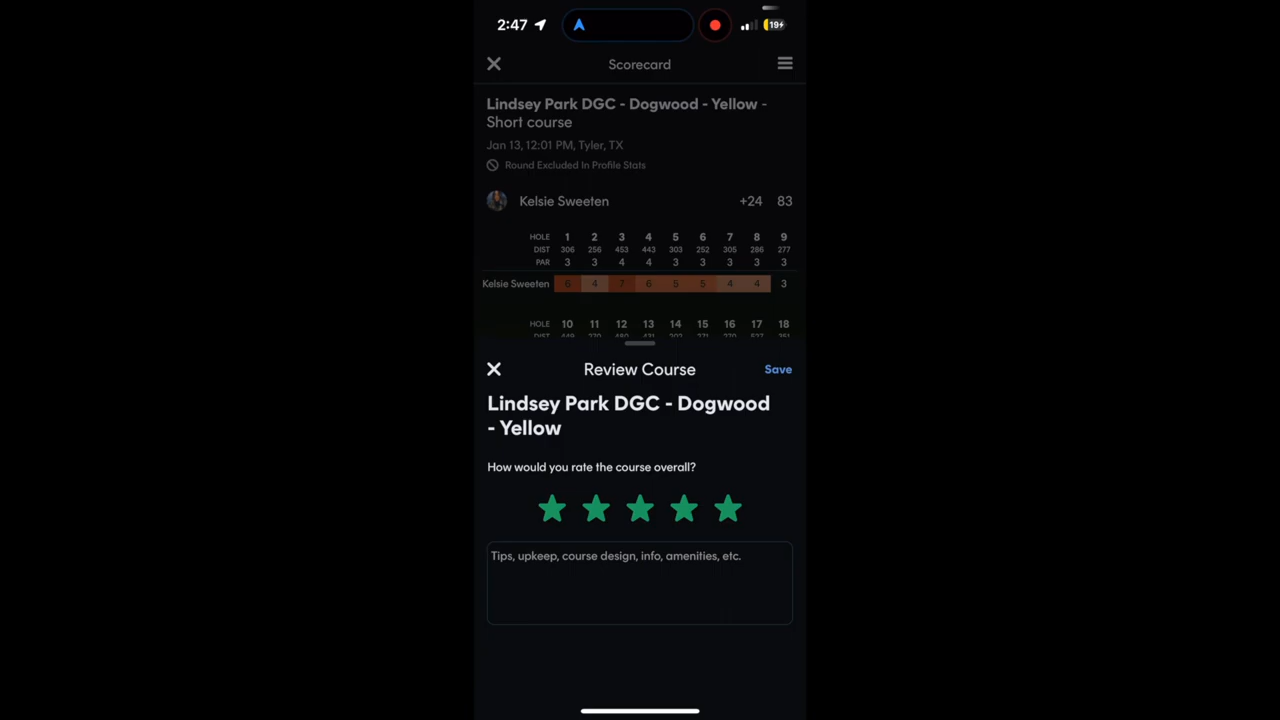 2:47
19
Scorecard
Lindsey Park DGC - Dogwood - Yellow -
Short course
Jan 13, 12:01 PM, Tyler, TX
Round Excluded In Profile Stats
Kelsie Sweeten +24 83
HOLE 1 2 3 4 5 6 7 8 9
DIST 306 256 453 443 303 252 305 286 277
PAR 3 3 4 4 3 3 3 3 3
Kelsie Sweeten 6 4 7 6 5 5 4 4 3
HOLE 10 11 12 13 14 15 16 17 18
Review Course Save
Lindsey Park DGC - Dogwood
- Yellow
How would you rate the course overall?
Tips, upkeep, course design, info, amenities, etc.